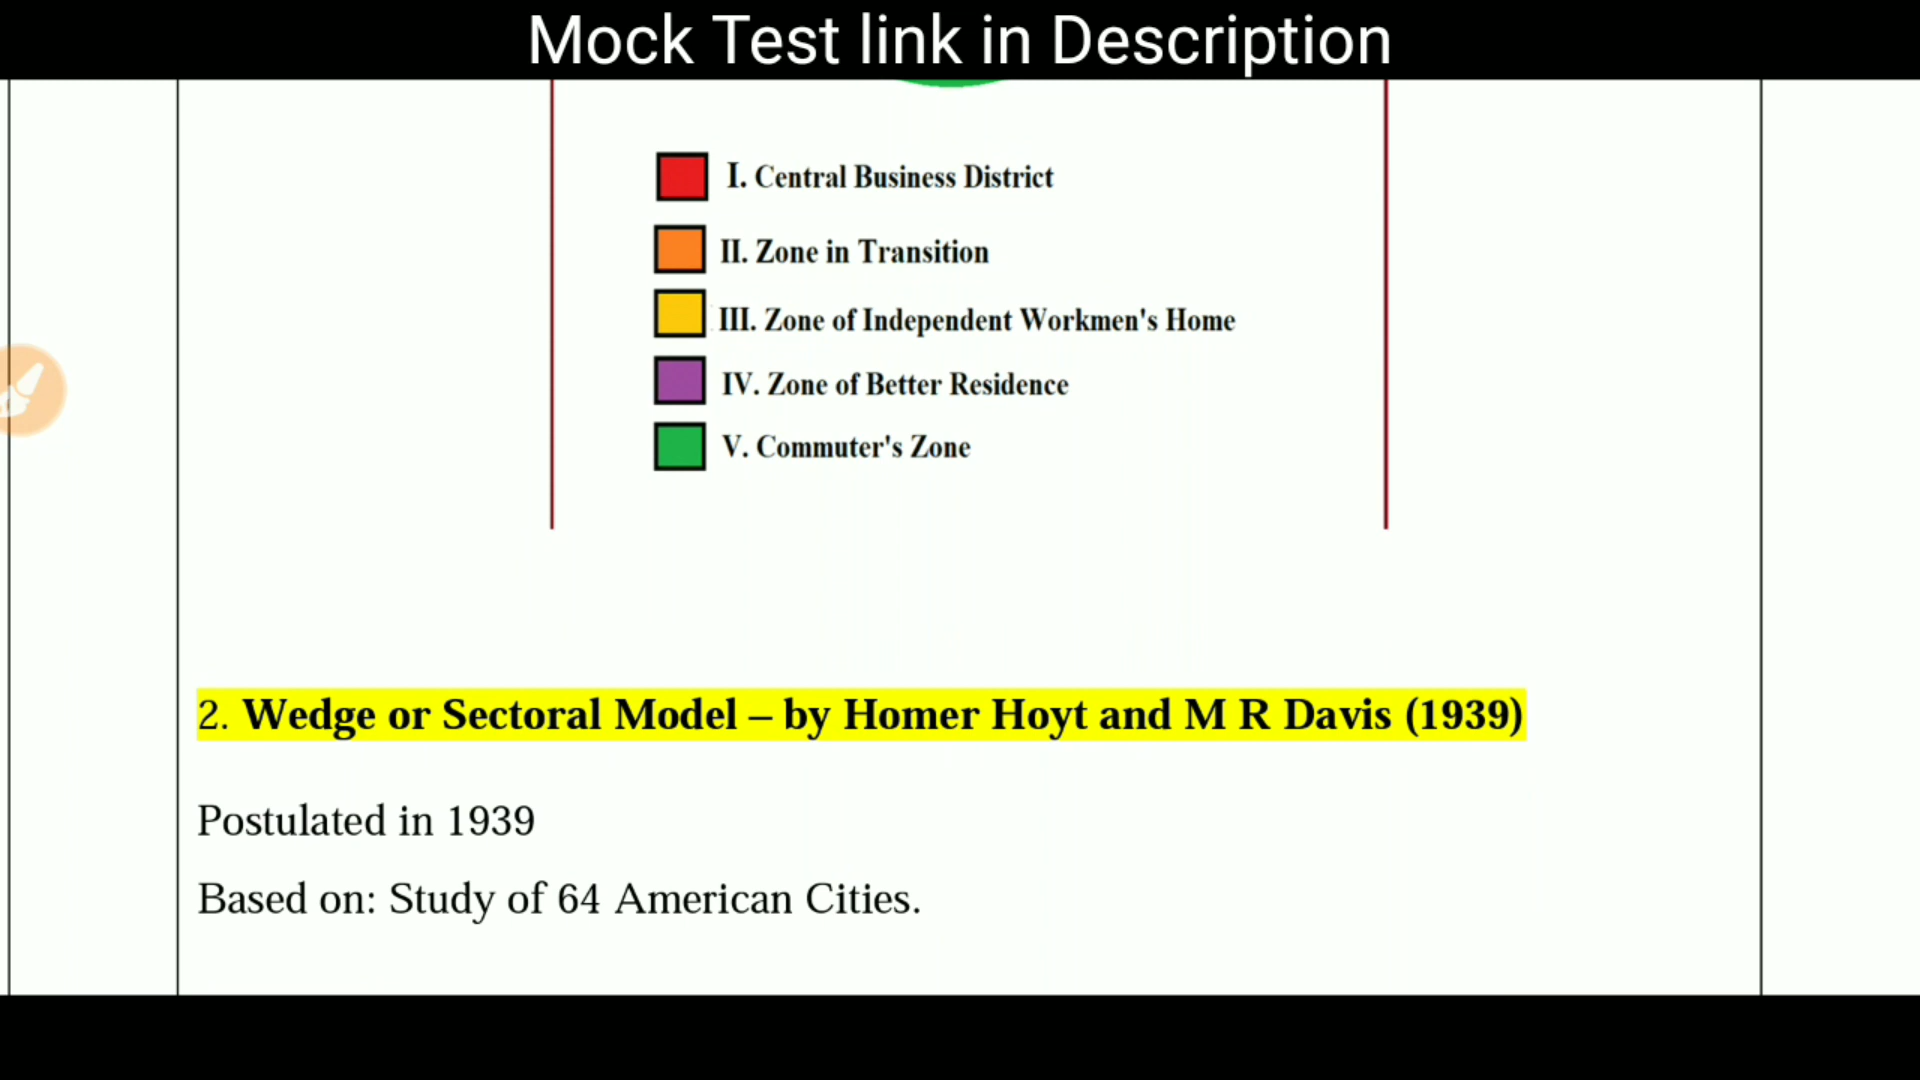 Mock Test link in Description
I. Central Business District
II. Zone in Transition
III. Zone of Independent Workmen's Home
IV. Zone of Better Residence
V. Commuter's Zone
2. Wedge or Sectoral Model – by Homer Hoyt and M R Davis (1939)
Postulated in 1939
Based on: Study of 64 American Cities.